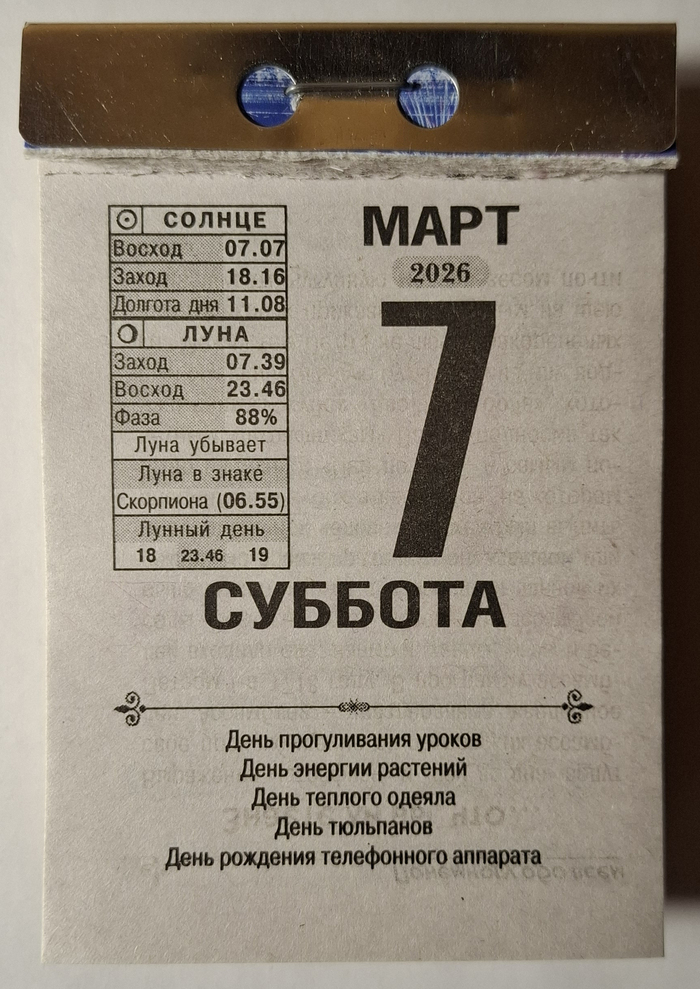 СОЛНЦЕ
Восход 07.07
Заход 18.16
Долгота дня 11.08
ЛУНА
Заход 07.39
Восход 23.46
Фаза 88%
Луна убывает
Луна в знаке
Скорпиона (06.55)
Лунный день
18 23.46 19
МАРТ
2026
7
СУББОТА
День прогуливания уроков
День энергии растений
День теплого одеяла
День тюльпанов
День рождения телефонного аппарата